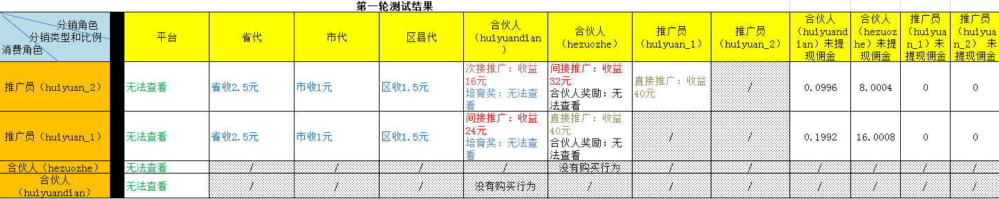 第一轮测试结果
分销角色
分销类型和比例
消费角色
平台
省代
市代
区县代
合伙人
（huiyuandian
）
合伙人
（hezuozhe）
推广员
（huiyuan_1）
推广员
（huiyuan_2）
合伙人
（huiyuand
ian）未提
现佣金
合伙人
（hezuoz
he）未提
现佣金
推广员
（huiyua
n_1）未
提现佣金
推广员
（huiyua
n_2） 未
提现佣金
推广员（huiyuan_2）
无法查看
省收2.5元
市收1元
区收1.5元
次接推广：收益
16元
培育奖：无法查
看
间接推广：收益
32元
合伙人奖励：无
法查看
直接推广：收益
40元
/
0.0996
8.0004
0
0
推广员（huiyuan_1）
无法查看
省收2.5元
市收1元
区收1.5元
间接推广：收益
24元
培育奖：无法查
看
直接推广：收益
40元
合伙人奖励：无
法查看
/
/
0.1992
16.0008
0
0
合伙人（hezuozhe）
无法查看
/
/
/
/
没有购买行为
/
/
/
/
/
/
合伙人
（huiyuandian）
无法查看
/
/
/
没有购买行为
/
/
/
/
/
/
/